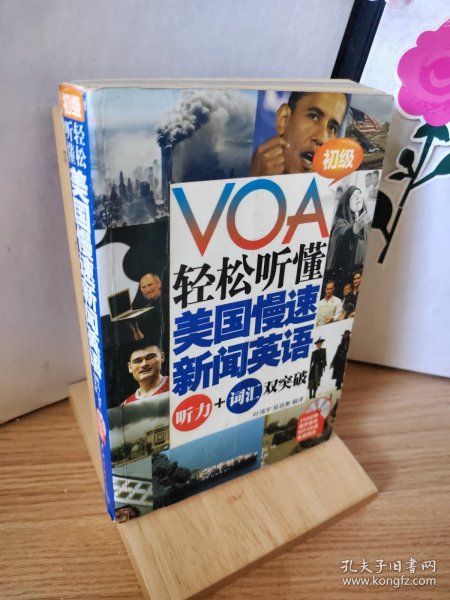 初级
轻松
听懂
美国慢速新闻英语
初级
VOA
轻松听懂
美国慢速
新闻英语
听力+词汇 双突破
孔夫子旧书网
www.kongfz.com